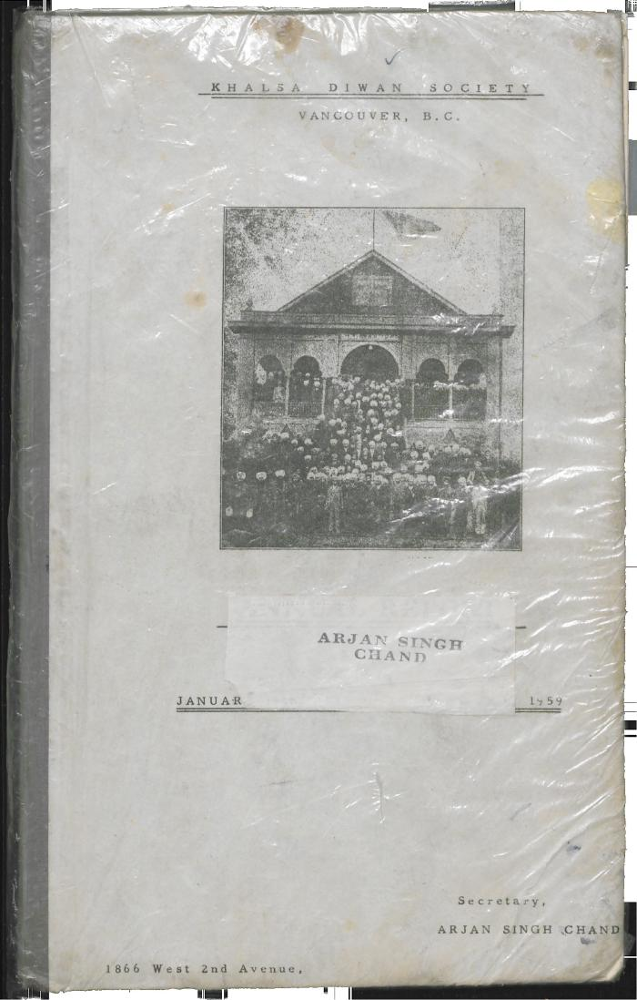 KHALSA DIWAN SOCIETY
VANCOUVER, B.C.
ARJAN SINGH
CHAND
JANUAR 1959
Secretary,
ARJAN SINGH CHAND
1866 West 2nd Avenue,